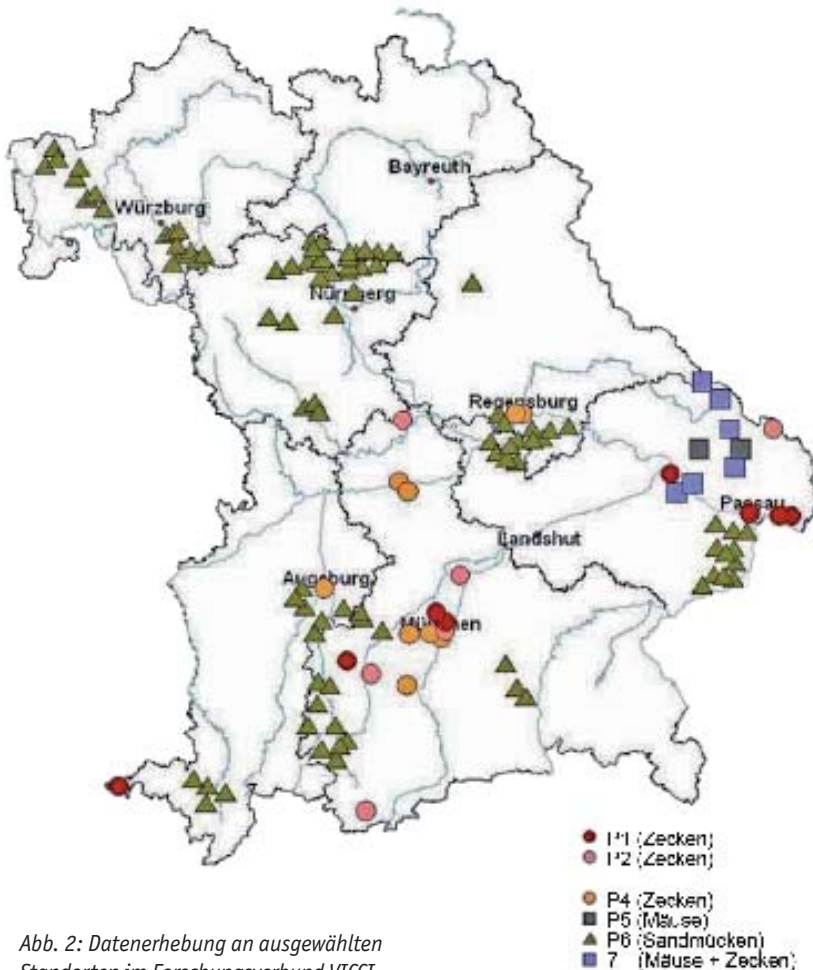 Bayreuth
Würzburg
Nürnberg
Regensburg
Passau
Landshut
Augsburg
München
P1 (Zecken)
P2 (Zecken)
P4 (Zecken)
P5 (Mäuse)
P6 (Sandmücken)
7 (Mäuse + Zecken)
Abb. 2: Datenerhebung an ausgewählten
Standorten im Forschungsverbund VICCI